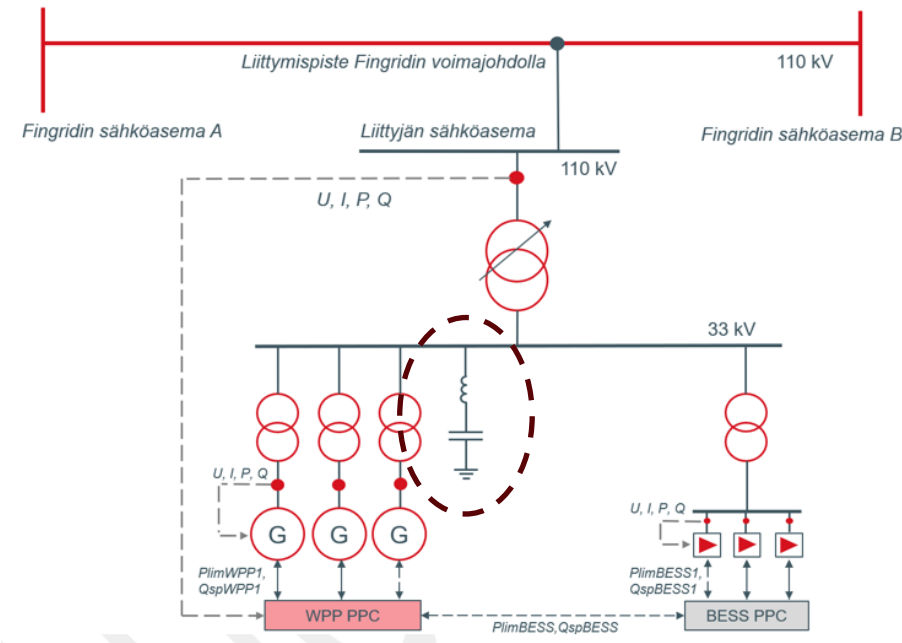 Liittymispiste Fingridin voimajohdolla
110 kV
Fingridin sähköasema A
Liittyjän sähköasema
Fingridin sähköasema B
110 kV
U, I, P, Q
33 kV
U, I, P, Q
U, I, P, Q
G
G
G
PlimWPP1,
QspWPP1
PlimBESS1,
QspBESS1
WPP PPC
PlimBESS,QspBESS
BESS PPC